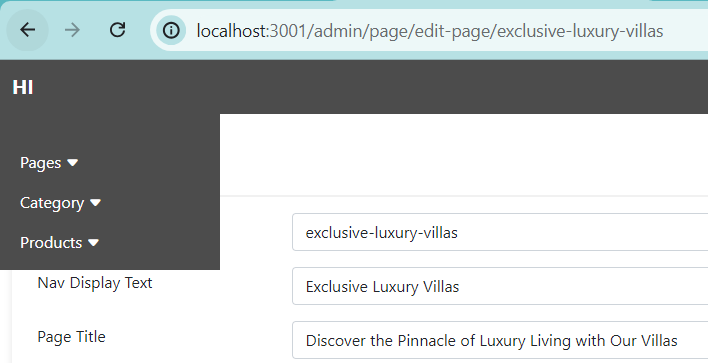 localhost:3001/admin/page/edit-page/exclusive-luxury-villas
HI
Pages
Category
Products
exclusive-luxury-villas
Nav Display Text
Exclusive Luxury Villas
Page Title
Discover the Pinnacle of Luxury Living with Our Villas